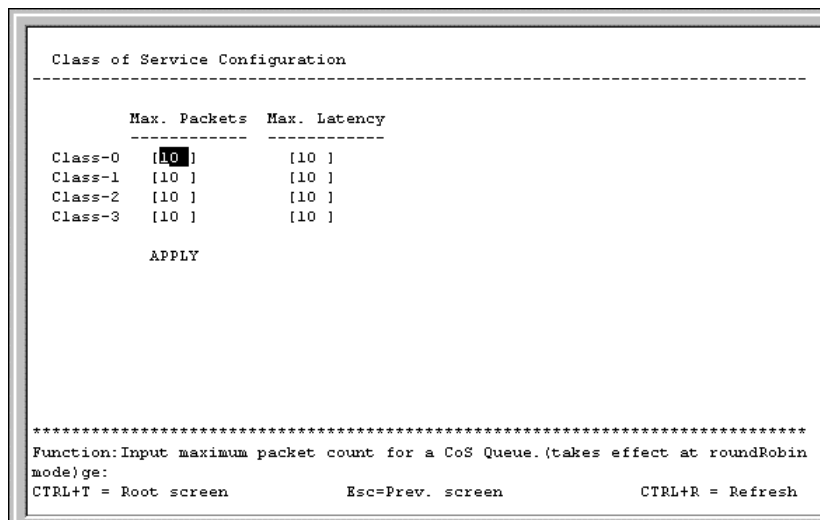 Class of Service Configuration
--------------------------------------------------------------------------------
Max. Packets Max. Latency
------------ ------------
Class-0 [10 ] [10 ]
Class-1 [10 ] [10 ]
Class-2 [10 ] [10 ]
Class-3 [10 ] [10 ]
APPLY
********************************************************************************
Function:Input maximum packet count for a CoS Queue.(takes effect at roundRobin
mode)ge:
CTRL+T = Root screen Esc=Prev. screen CTRL+R = Refresh